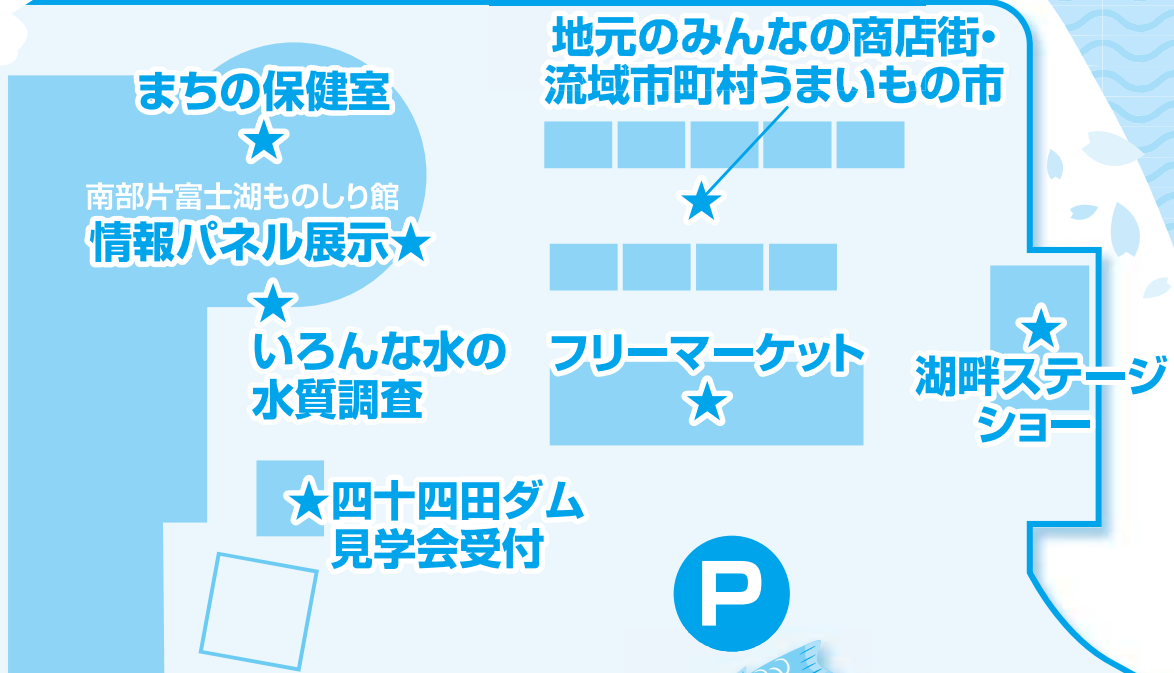 まちの保健室
★
南部片富士湖ものしり館
情報パネル展示★
★
いろんな水の
水質調査
★四十四田ダム
見学会受付
地元のみんなの商店街・
流域市町村うまいもの市
★
フリーマーケット
★
★
湖畔ステージ
ショー
P